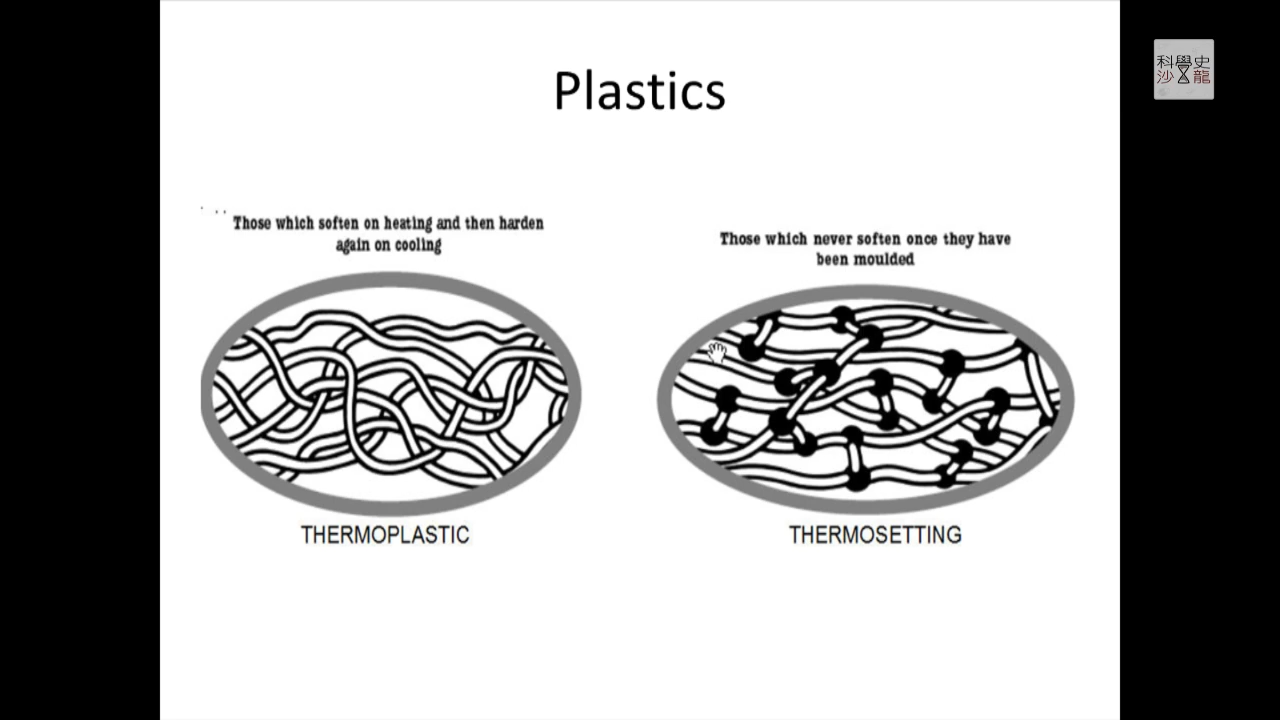 Plastics
科學史
沙龍
Those which soften on heating and then harden
again on cooling
Those which never soften once they have
been moulded
THERMOPLASTIC
THERMOSETTING